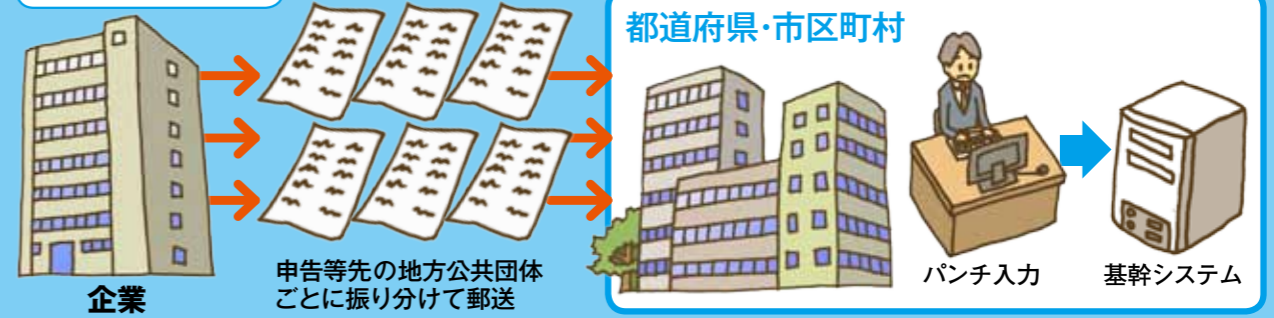 都道府県・市区町村
申告等先の地方公共団体
ごとに振り分けて郵送
企業
パンチ入力
基幹システム